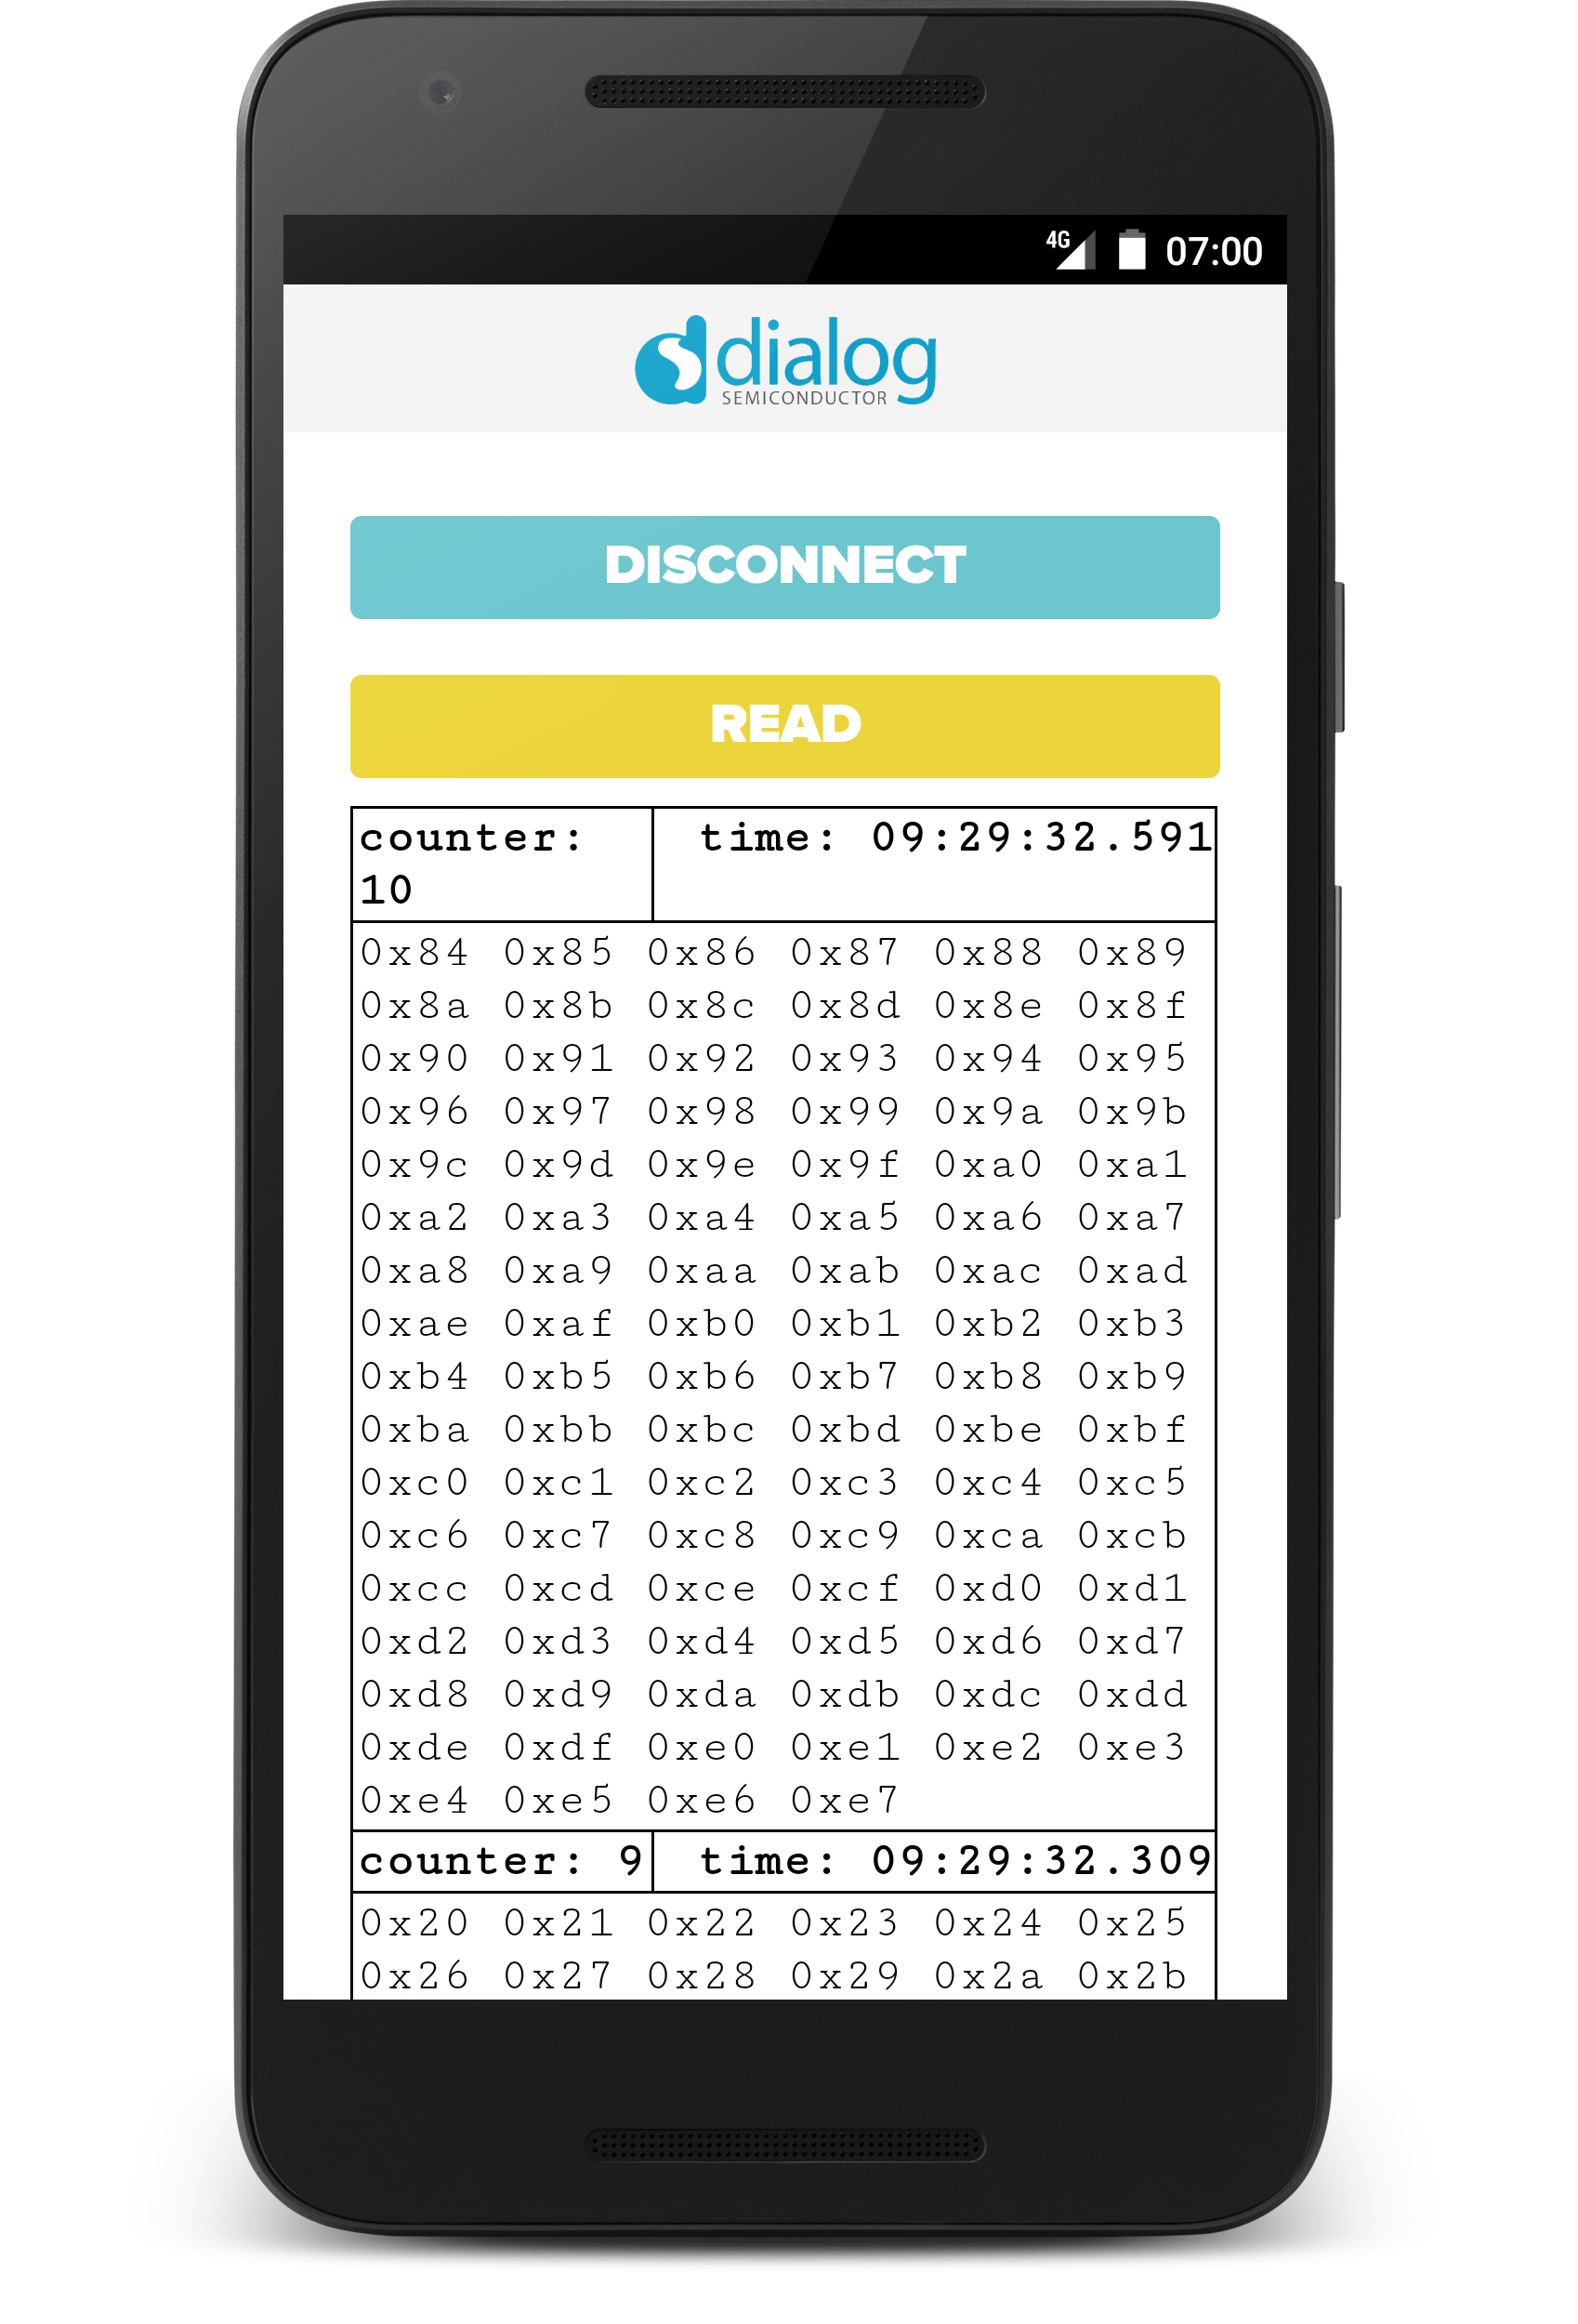 4G 07:00
dialog
SEMICONDUCTOR
DISCONNECT
READ
counter: time: 09:29:32.591
10
0x84 0x85 0x86 0x87 0x88 0x89
0x8a 0x8b 0x8c 0x8d 0x8e 0x8f
0x90 0x91 0x92 0x93 0x94 0x95
0x96 0x97 0x98 0x99 0x9a 0x9b
0x9c 0x9d 0x9e 0x9f 0xa0 0xa1
0xa2 0xa3 0xa4 0xa5 0xa6 0xa7
0xa8 0xa9 0xaa 0xab 0xac 0xad
0xae 0xaf 0xb0 0xb1 0xb2 0xb3
0xb4 0xb5 0xb6 0xb7 0xb8 0xb9
0xba 0xbb 0xbc 0xbd 0xbe 0xbf
0xc0 0xc1 0xc2 0xc3 0xc4 0xc5
0xc6 0xc7 0xc8 0xc9 0xca 0xcb
0xcc 0xcd 0xce 0xcf 0xd0 0xd1
0xd2 0xd3 0xd4 0xd5 0xd6 0xd7
0xd8 0xd9 0xda 0xdb 0xdc 0xdd
0xde 0xdf 0xe0 0xe1 0xe2 0xe3
0xe4 0xe5 0xe6 0xe7
counter: 9 time: 09:29:32.309
0x20 0x21 0x22 0x23 0x24 0x25
0x26 0x27 0x28 0x29 0x2a 0x2b